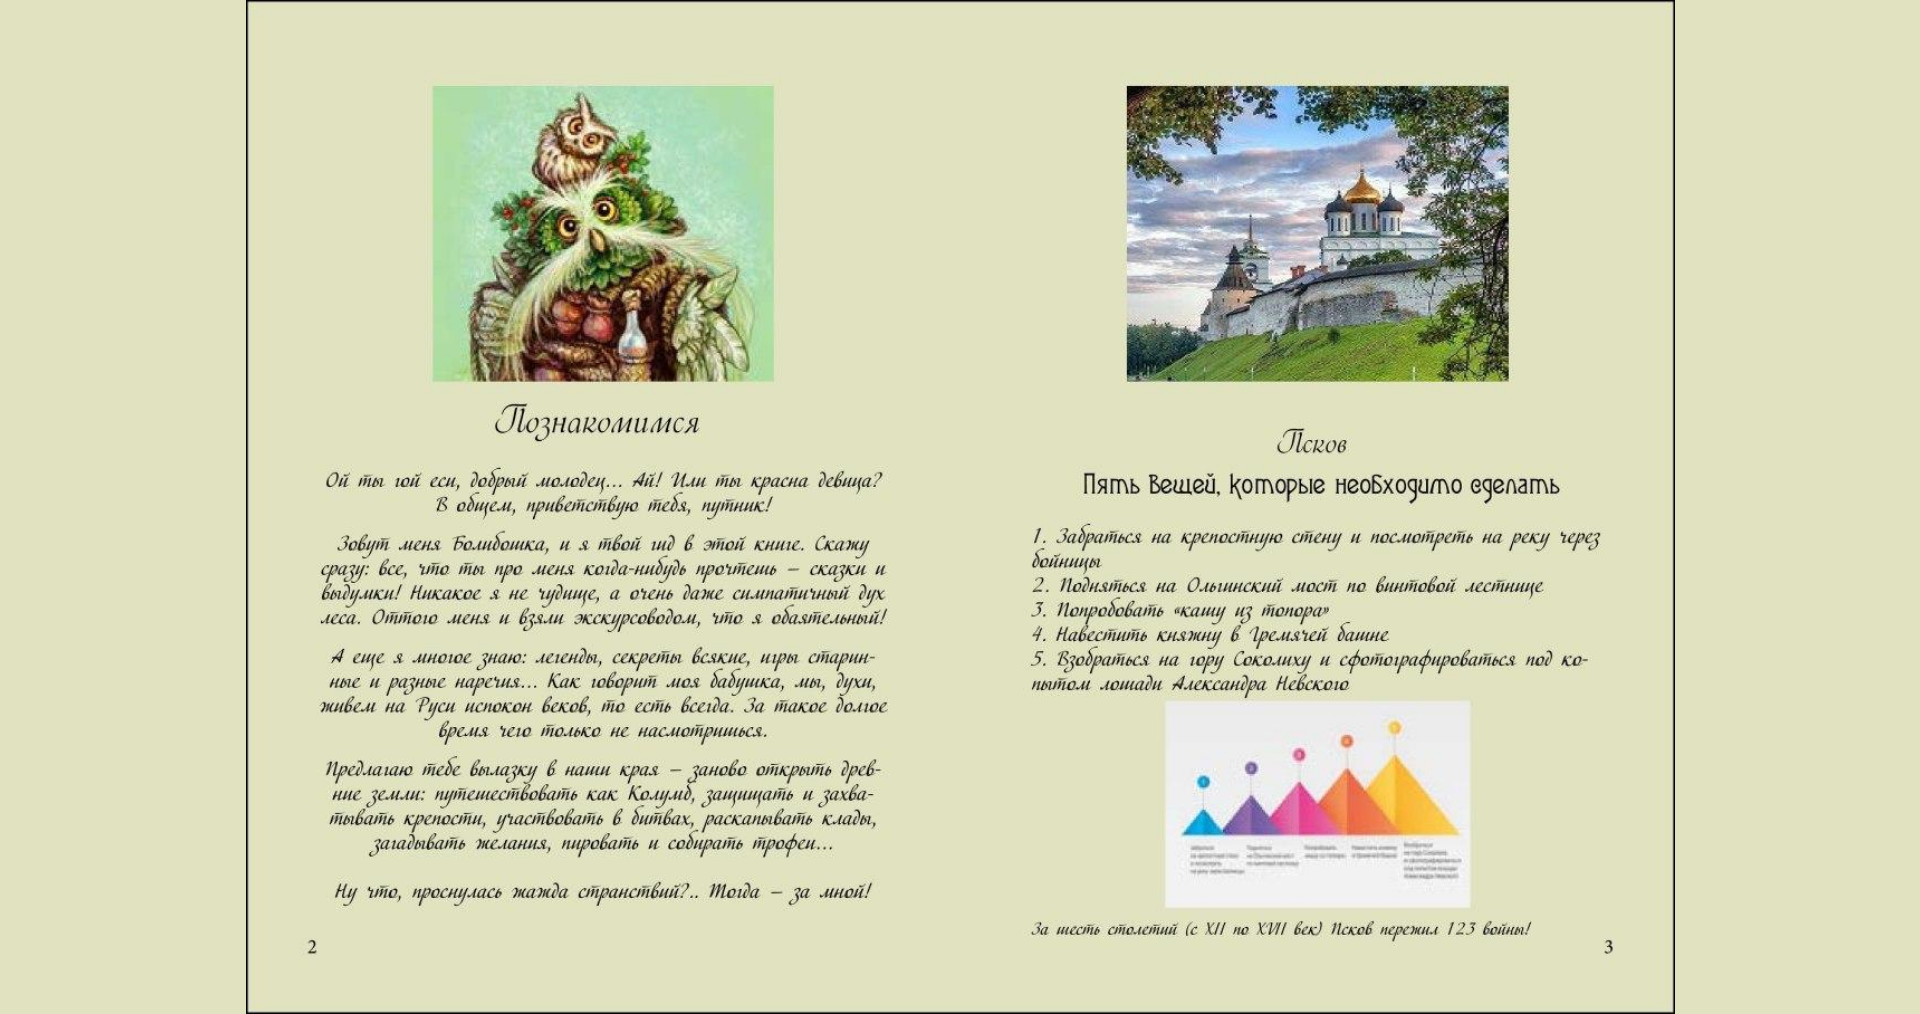 Познакомимся
Ой ты гой еси, добрый молодец... Ай! Или ты красна девица?
В общем, приветствую тебя, путник!
Зовут меня Болибошка, и я твой гид в этой книге. Скажу
сразу: все, что ты про меня когда-нибудь прочтешь – сказки и
выдумки! Никакое я не чудище, а очень даже симпатичный дух
леса. Оттого меня и взяли экскурсоводом, что я обаятельный!
А еще я многое знаю: легенды, секреты всякие, игры старин-
ные и разные наречия... Как говорит моя бабушка, мы, духи,
живем на Руси испокон веков, то есть всегда. За такое долгое
время чего только не насмотришься.
Предлагаю тебе вылазку в наши края – заново открыть древ-
ние земли: путешествовать как Колумб, защищать и захва-
тывать крепости, участвовать в битвах, раскапывать клады,
загадывать желания, пировать и собирать трофеи...
Ну что, проснулась жажда странствий?.. Тогда – за мной!
2
Псков
Пять вещей, которые необходимо сделать
1. Забраться на крепостную стену и посмотреть на реку через
бойницы
2. Подняться на Ольгинский мост по винтовой лестнице
3. Попробовать «кашу из топора»
4. Навестить княжну в Гремячей башне
5. Взобраться на гору Соколиху и сфотографироваться под ко-
пытом лошади Александра Невского
За шесть столетий (с XII по XVII век) Псков пережил 123 войны!
3